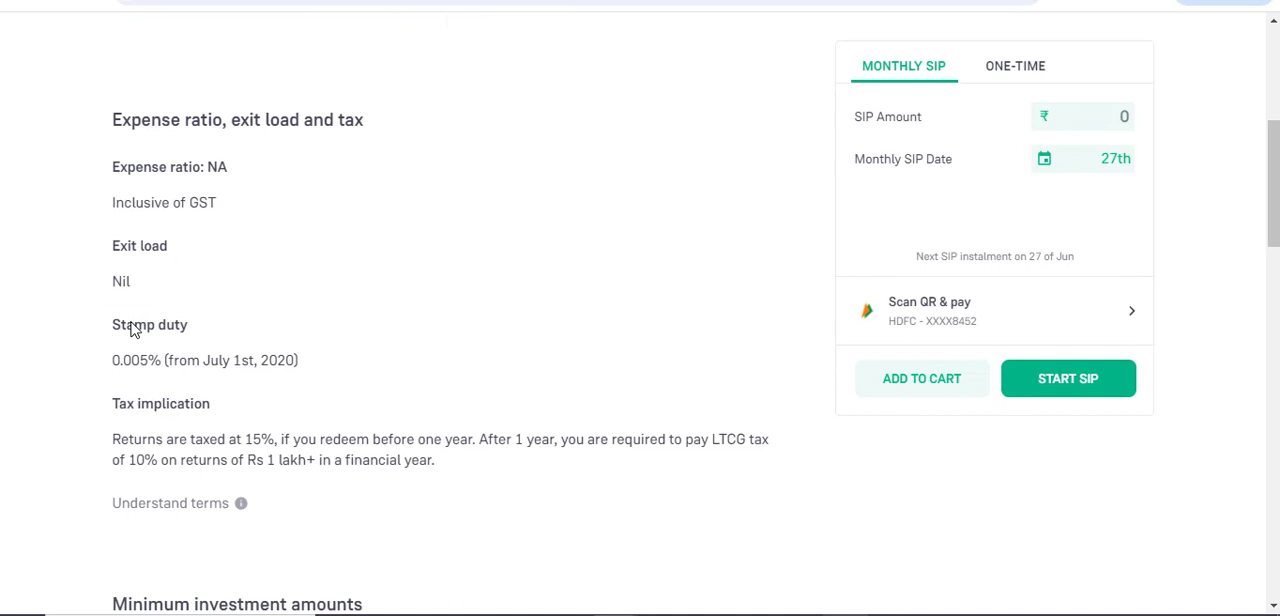 Expense ratio, exit load and tax
Expense ratio: NA
Inclusive of GST
Exit load
Nil
Stamp duty
0.005% (from July 1st, 2020)
Tax implication
Returns are taxed at 15%, if you redeem before one year. After 1 year, you are required to pay LTCG tax
of 10% on returns of Rs 1 lakh+ in a financial year.
Understand terms
Minimum investment amounts
MONTHLY SIP ONE-TIME
SIP Amount ₹ 0
Monthly SIP Date 27th
Next SIP instalment on 27 of Jun
Scan QR & pay
HDFC - XXXX8452
ADD TO CART START SIP